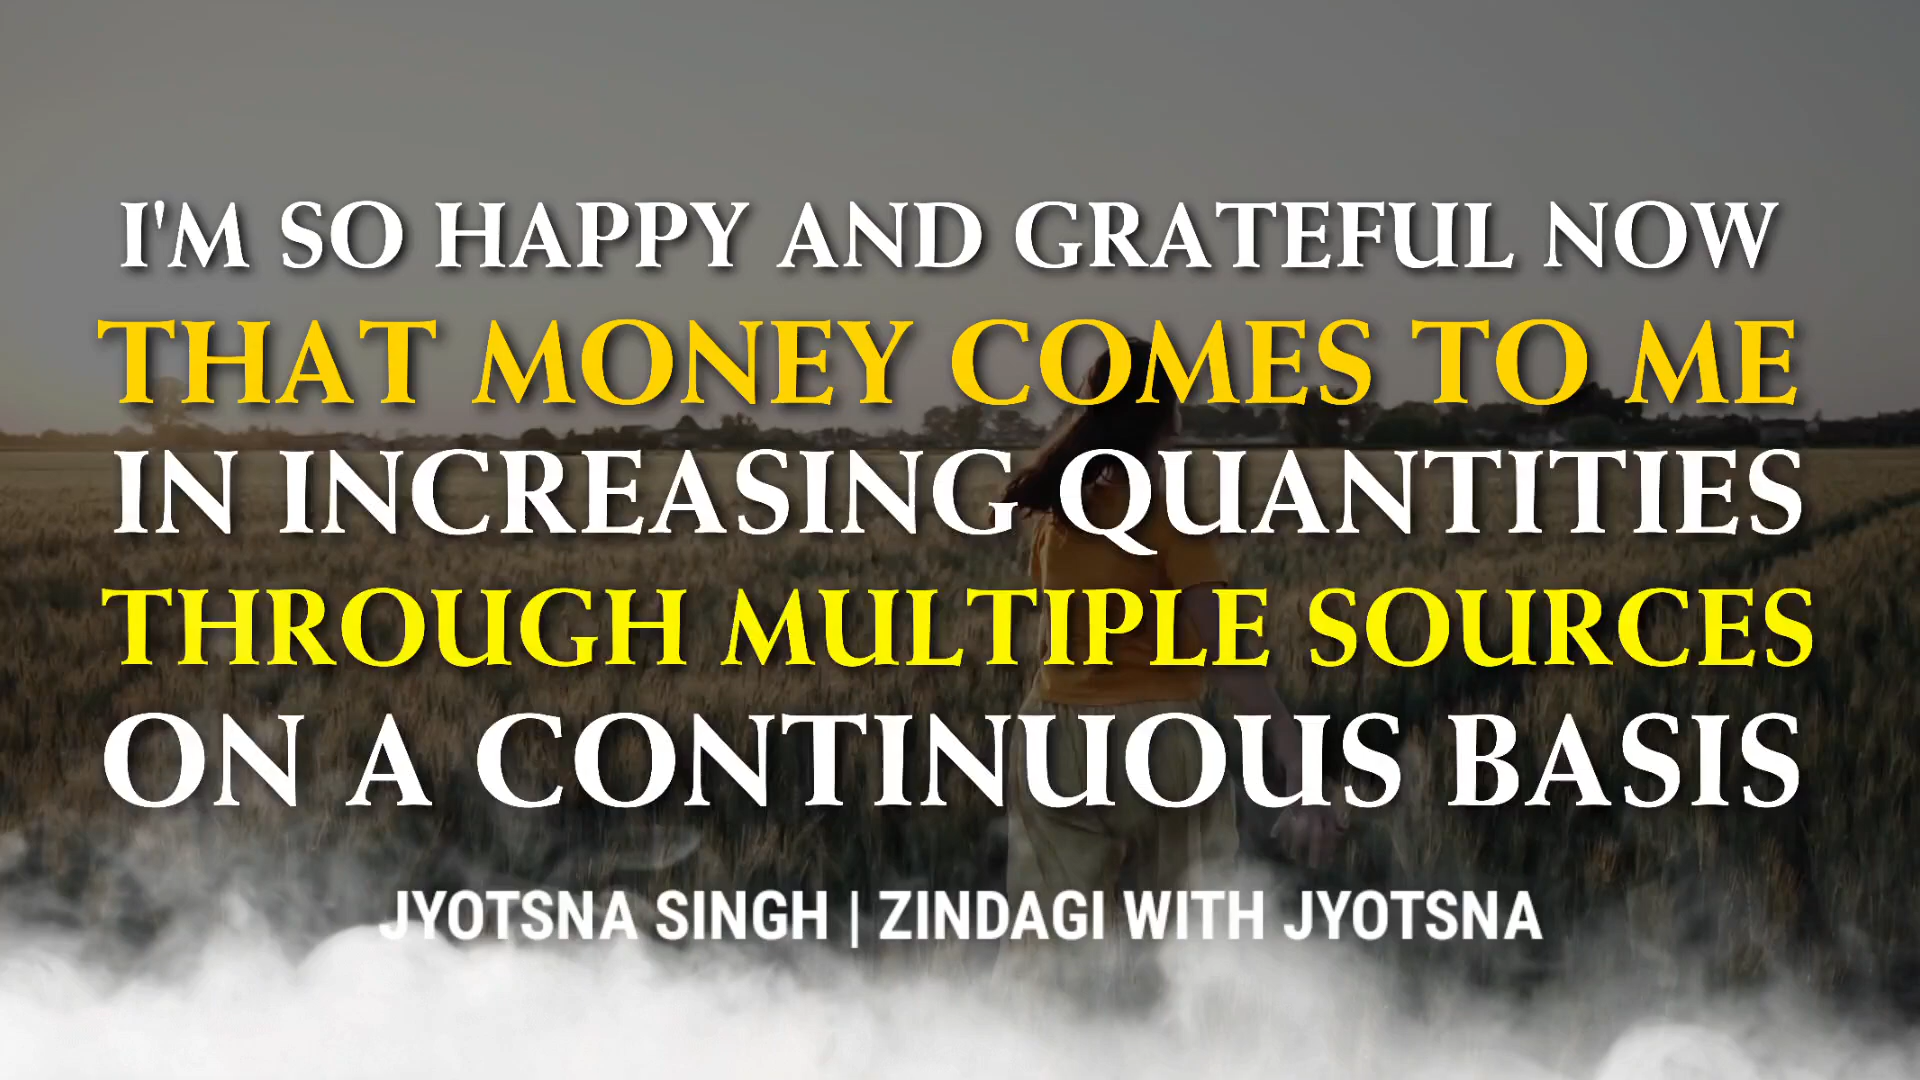 I'M SO HAPPY AND GRATEFUL NOW
THAT MONEY COMES TO ME
IN INCREASING QUANTITIES
THROUGH MULTIPLE SOURCES
ON A CONTINUOUS BASIS
JYOTSNA SINGH | ZINDAGI WITH JYOTSNA